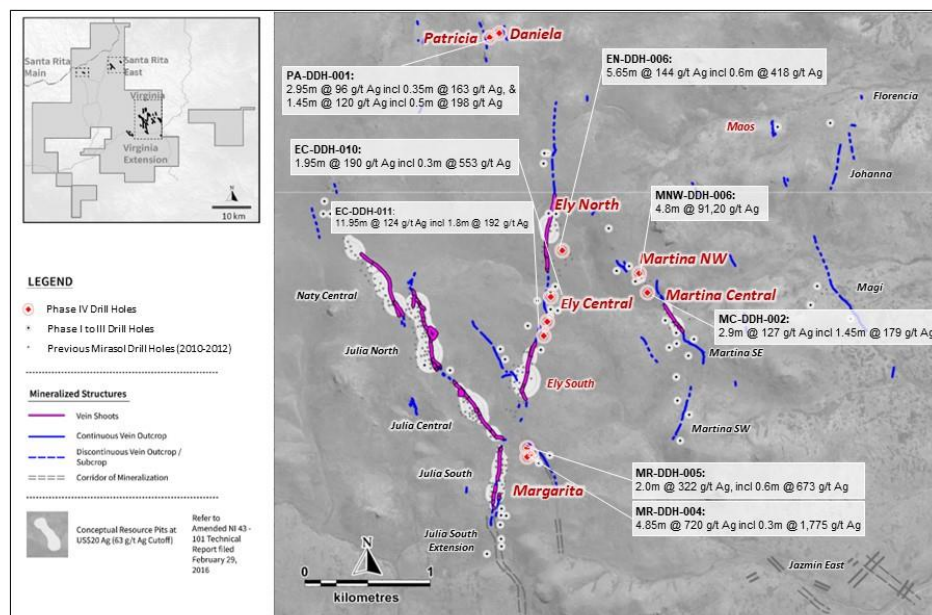 Santa Rita
Main
Santa Rita
East
Virginia
Virginia
Extension
N
10 km
LEGEND
Phase IV Drill Holes
Phase I to III Drill Holes
Previous Mirasol Drill Holes (2010-2012)
Mineralized Structures
Vein Shoots
Continuous Vein Outcrop
Discontinuous Vein Outcrop /
Subcrop
Corridor of Mineralization
Conceptual Resource Pits at
US$20 Ag (63 g/t Ag Cutoff)
Refer to
Amended NI 43 -
101 Technical
Report filed
February 29,
2016
Patricia
Daniela
PA-DDH-001:
2.95m @ 96 g/t Ag incl 0.35m @ 163 g/t Ag, &
1.45m @ 120 g/t Ag incl 0.5m @ 198 g/t Ag
EN-DDH-006:
5.65m @ 144 g/t Ag incl 0.6m @ 418 g/t Ag
EC-DDH-010:
1.95m @ 190 g/t Ag incl 0.3m @ 553 g/t Ag
EC-DDH-011:
11.95m @ 124 g/t Ag incl 1.8m @ 192 g/t Ag
MNW-DDH-006:
4.8m @ 91,20 g/t Ag
Florencia
Maos
Johanna
Ely North
Martina NW
Naty Central
Ely Central
Martina Central
Magi
MC-DDH-002:
2.9m @ 127 g/t Ag incl 1.45m @ 179 g/t Ag
Julia North
Martina SE
Ely South
Julia Central
Martina SW
Julia South
Margarita
MR-DDH-005:
2.0m @ 322 g/t Ag, incl 0.6m @ 673 g/t Ag
MR-DDH-004:
4.85m @ 720 g/t Ag incl 0.3m @ 1,775 g/t Ag
Julia South
Extension
Jazmin East
N
0 1
kilometres